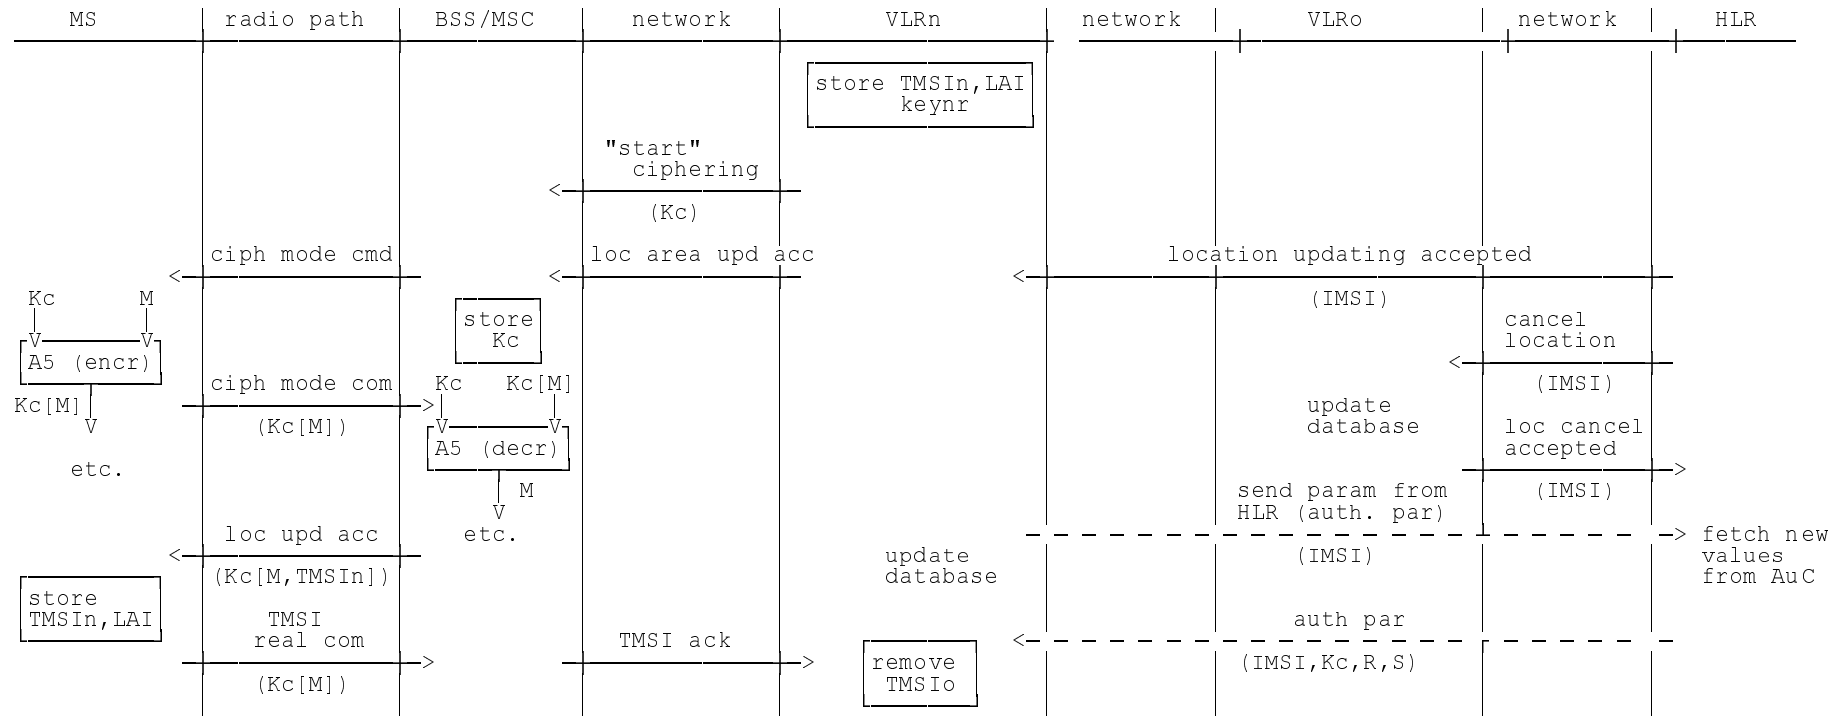 MS radio path BSS/MSC network VLRn network VLRo network HLR
store TMSIn,LAI
keynr
"start"
ciphering
(Kc)
ciph mode cmd loc area upd acc location updating accepted
Kc M (IMSI)
store cancel
Kc location
A5 (encr)
ciph mode com Kc Kc[M] (IMSI)
Kc[M] update
(Kc[M]) database loc cancel
A5 (decr) accepted
etc.
M send param from (IMSI)
HLR (auth. par)
loc upd acc etc. fetch new
update (IMSI) values
(Kc[M,TMSIn]) database from AuC
store
TMSIn,LAI TMSI auth par
real com TMSI ack
remove (IMSI,Kc,R,S)
(Kc[M]) TMSIo